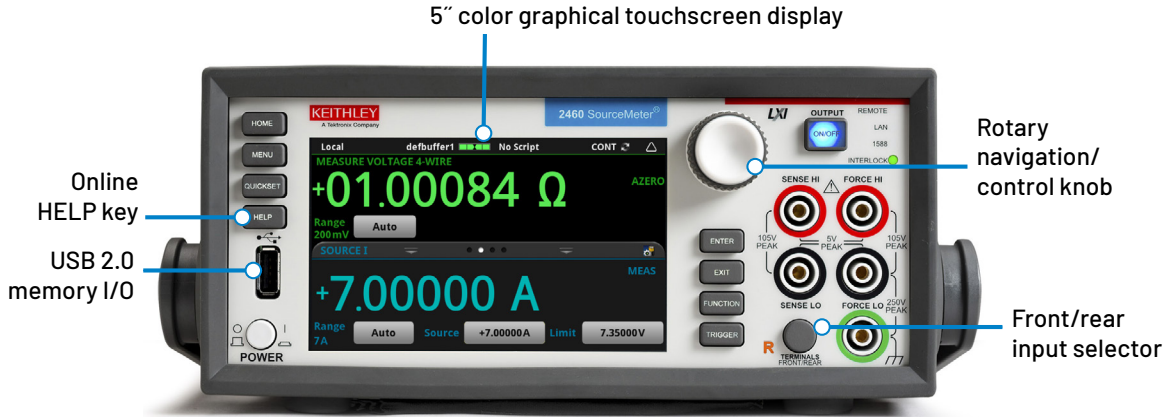 5˝ color graphical touchscreen display
KEITHLEY
A Tektronix Company
2460 SourceMeter®
LXI
OUTPUT
ON/OFF
REMOTE
LAN
1588
INTERLOCK
HOME
MENU
QUICKSET
HELP
Online
HELP key
USB 2.0
memory I/O
POWER
Local
defbuffer1
No Script
CONT
MEASURE VOLTAGE 4-WIRE
+01.00084 Ω
AZERO
Range
Auto
200 mV
SOURCE I
MEAS
+7.00000 A
Range
7A
Auto
Source
+7.00000A
Limit
7.35000V
ENTER
EXIT
FUNCTION
TRIGGER
SENSE HI
FORCE HI
105V
PEAK
5V
PEAK
105V
PEAK
SENSE LO
FORCE LO
250V
PEAK
R
TERMINALS
FRONT/REAR
Rotary
navigation/
control knob
Front/rear
input selector